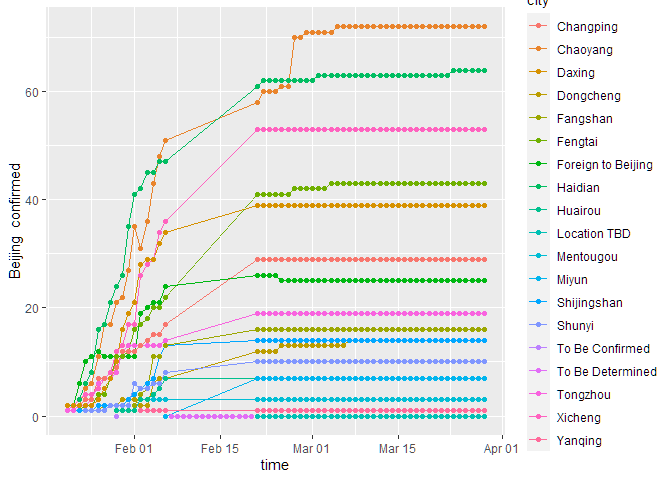 city
Changping
Chaoyang
Daxing
Dongcheng
Fangshan
Fengtai
Foreign to Beijing
Haidian
Huairou
Location TBD
Mentougou
Miyun
Shijingshan
Shunyi
To Be Confirmed
To Be Determined
Tongzhou
Xicheng
Yanqing
Beijing confirmed
60
40
20
0
Feb 01
Feb 15
Mar 01
Mar 15
Apr 01
time